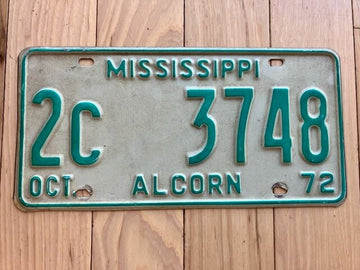 MISSISSIPPI
2C 3748
OCT. ALCORN 72